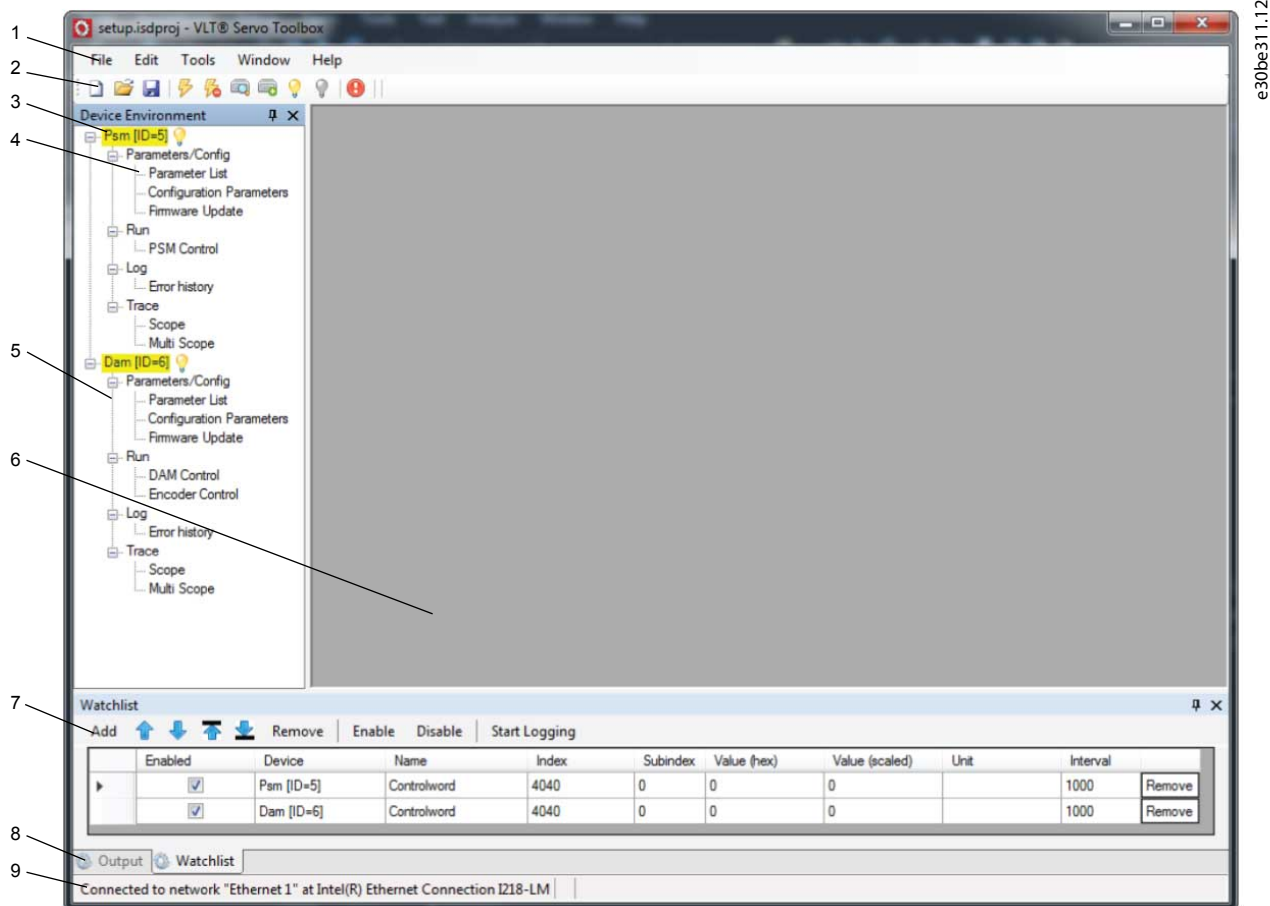 setup.isdproj - VLT® Servo Toolbox
e30be311.12
1
File Edit Tools Window Help
2
3
Device Environment
Psm [ID=5]
4
Parameters/Config
Parameter List
Configuration Parameters
Firmware Update
Run
PSM Control
Log
Error history
Trace
Scope
Multi Scope
5
Dam [ID=6]
Parameters/Config
Parameter List
Configuration Parameters
Firmware Update
6
Run
DAM Control
Encoder Control
Log
Error history
Trace
Scope
Multi Scope
Watchlist
7
Add Remove Enable Disable Start Logging
Enabled Device Name Index Subindex Value (hex) Value (scaled) Unit Interval
Psm [ID=5] Controlword 4040 0 0 0 1000 Remove
Dam [ID=6] Controlword 4040 0 0 0 1000 Remove
8
Output Watchlist
9
Connected to network "Ethernet 1" at Intel(R) Ethernet Connection I218-LM